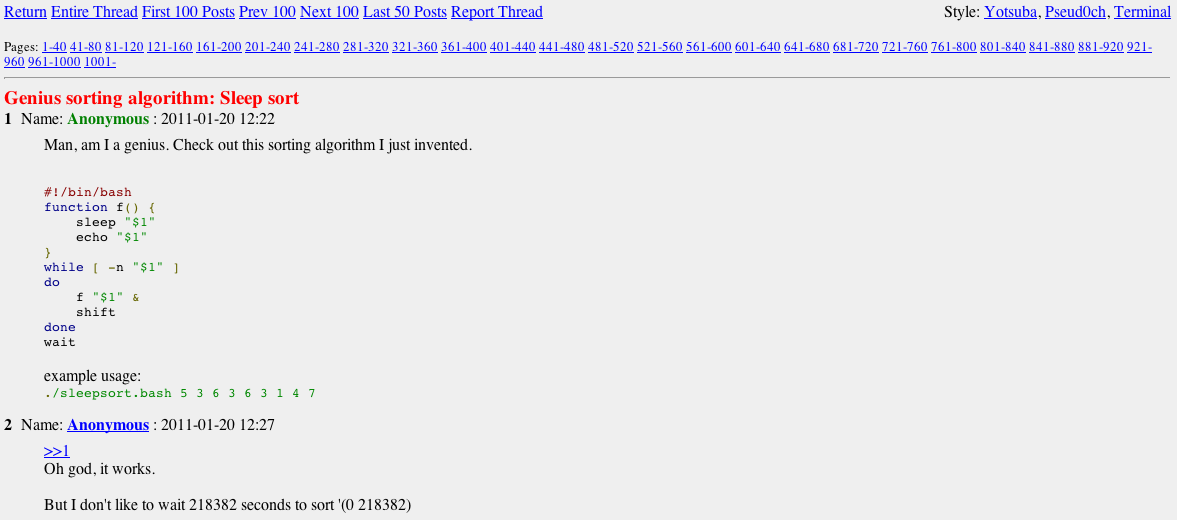 Return Entire Thread First 100 Posts Prev 100 Next 100 Last 50 Posts Report Thread Style: Yotsuba, Pseud0ch, Terminal
Pages: 1-40 41-80 81-120 121-160 161-200 201-240 241-280 281-320 321-360 361-400 401-440 441-480 481-520 521-560 561-600 601-640 641-680 681-720 721-760 761-800 801-840 841-880 881-920 921-
960 961-1000 1001-
Genius sorting algorithm: Sleep sort
1 Name: Anonymous : 2011-01-20 12:22
Man, am I a genius. Check out this sorting algorithm I just invented.
#!/bin/bash
function f() {
    sleep "$1"
    echo "$1"
}
while [ -n "$1" ]
do
    f "$1" &
    shift
done
wait
example usage:
./sleepsort.bash 5 3 6 3 6 3 1 4 7
2 Name: Anonymous : 2011-01-20 12:27
>>1
Oh god, it works.
But I don't like to wait 218382 seconds to sort '(0 218382)